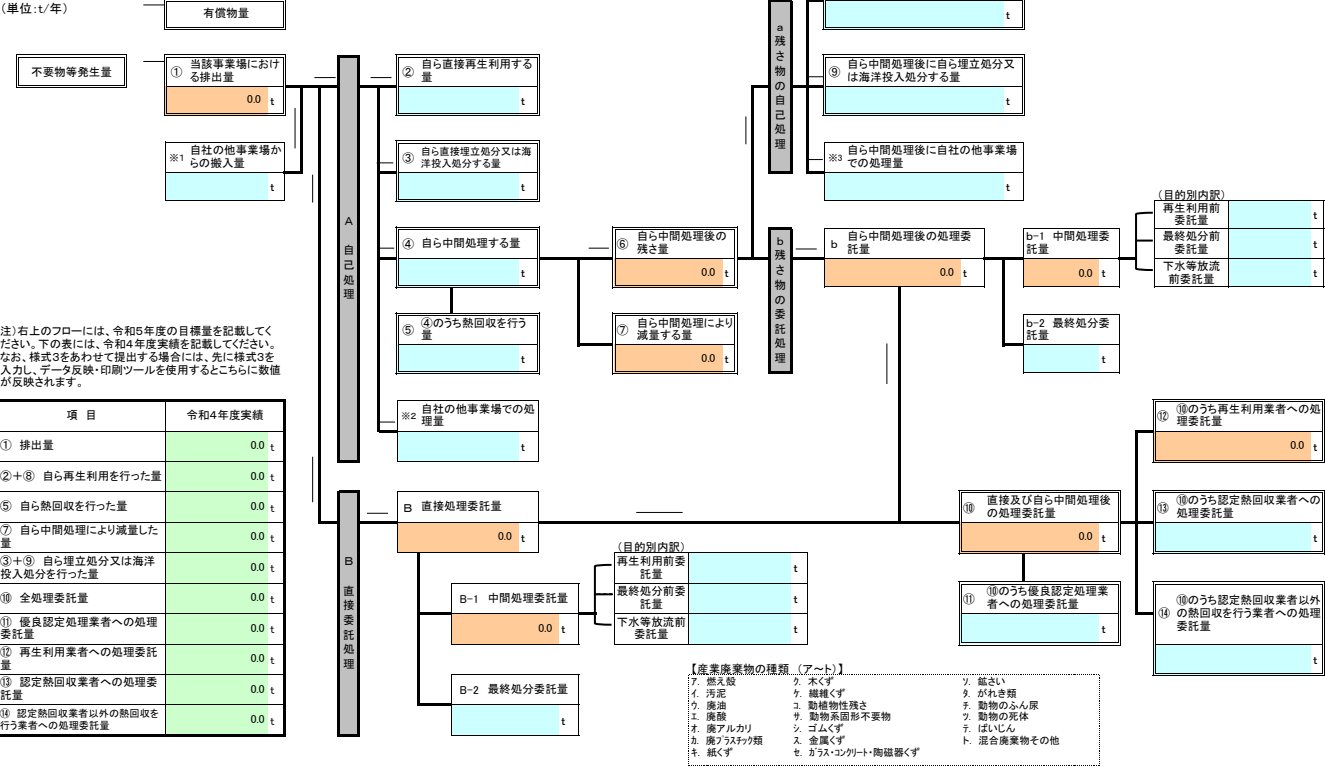 (単位:t/年)
有償物量
t
不要物等発生量
① 当該事業場におけ
る排出量
0.0 t
※1 自社の他事業場か
らの搬入量
t
A 自己処理
② 自ら直接再生利用する
量
t
③ 自ら直接埋立処分又は海
洋投入処分する量
t
④ 自ら中間処理する量
t
⑤ ④のうち熱回収を行う
量
t
※2 自社の他事業場での処
理量
t
⑥ 自ら中間処理後の
残さ量
0.0 t
⑦ 自ら中間処理により
減量する量
0.0 t
a 残さ物の自己処理
⑨ 自ら中間処理後に自ら埋立処分又
は海洋投入処分する量
t
※3 自ら中間処理後に自社の他事業場
での処理量
t
b 残さ物の委託処理
b 自ら中間処理後の処理委
託量
0.0 t
b-1 中間処理委
託量
0.0 t
b-2 最終処分委
託量
t
(目的別内訳)
再生利用前
委託量
t
最終処分前
委託量
t
下水等放流
前委託量
t
注)右上のフローには、令和5年度の目標量を記載してく
ださい。下の表には、令和4年度実績を記載してください。
なお、様式3をあわせて提出する場合には、先に様式3を
入力し、データ反映・印刷ツールを使用するとこちらに数値
が反映されます。
項 目 令和4年度実績
① 排出量 0.0 t
②+⑧ 自ら再生利用を行った量 0.0 t
⑤ 自ら熱回収を行った量 0.0 t
⑦ 自ら中間処理により減量した
量 0.0 t
③+⑨ 自ら埋立処分又は海洋
投入処分を行った量 0.0 t
⑩ 全処理委託量 0.0 t
⑪ 優良認定処理業者への処理
委託量 0.0 t
⑫ 再生利用業者への処理委託
量 0.0 t
⑬ 認定熱回収業者への処理委
託量 0.0 t
⑭ 認定熱回収業者以外の熱回収を
行う業者への処理委託量 0.0 t
B 直接委託処理
B 直接処理委託量
0.0 t
B-1 中間処理委託量
0.0 t
B-2 最終処分委託量
t
(目的別内訳)
再生利用前委
託量
t
最終処分前委
託量
t
下水等放流前
委託量
t
⑩ 直接及び自ら中間処理後
の処理委託量
0.0 t
⑪ ⑩のうち優良認定処理業
者への処理委託量
t
⑫ ⑩のうち再生利用業者への処
理委託量
0.0 t
⑬ ⑩のうち認定熱回収業者への
処理委託量
t
⑭ ⑩のうち認定熱回収業者以外
の熱回収を行う業者への処理
委託量
t
【産業廃棄物の種類 (ア~ト)】
ア. 燃え殻 ク. 木くず ソ. 鉱さい
イ. 汚泥 ケ. 繊維くず タ. がれき類
ウ. 廃油 コ. 動植物性残さ チ. 動物のふん尿
エ. 廃酸 サ. 動物系固形不要物 ツ. 動物の死体
オ. 廃アルカリ シ. ゴムくず テ. ばいじん
カ. 廃プラスチック類 ス. 金属くず ト. 混合廃棄物その他
キ. 紙くず セ. ガラス・コンクリート・陶磁器くず